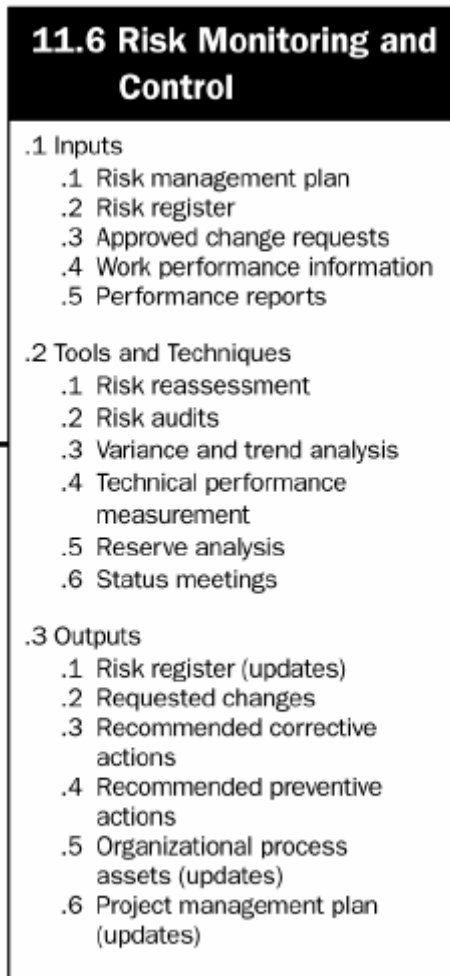 11.6 Risk Monitoring and
Control
.1 Inputs
.1 Risk management plan
.2 Risk register
.3 Approved change requests
.4 Work performance information
.5 Performance reports
.2 Tools and Techniques
.1 Risk reassessment
.2 Risk audits
.3 Variance and trend analysis
.4 Technical performance
measurement
.5 Reserve analysis
.6 Status meetings
.3 Outputs
.1 Risk register (updates)
.2 Requested changes
.3 Recommended corrective
actions
.4 Recommended preventive
actions
.5 Organizational process
assets (updates)
.6 Project management plan
(updates)